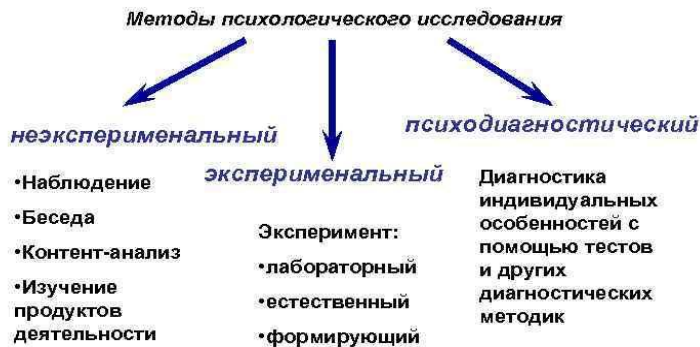 Методы психологического исследования
неэксперименальный
•Наблюдение
•Беседа
•Контент-анализ
•Изучение
продуктов
деятельности
эксперименальный
Эксперимент:
•лабораторный
•естественный
•формирующий
психодиагностический
Диагностика
индивидуальных
особенностей с
помощью тестов
и других
диагностических
методик